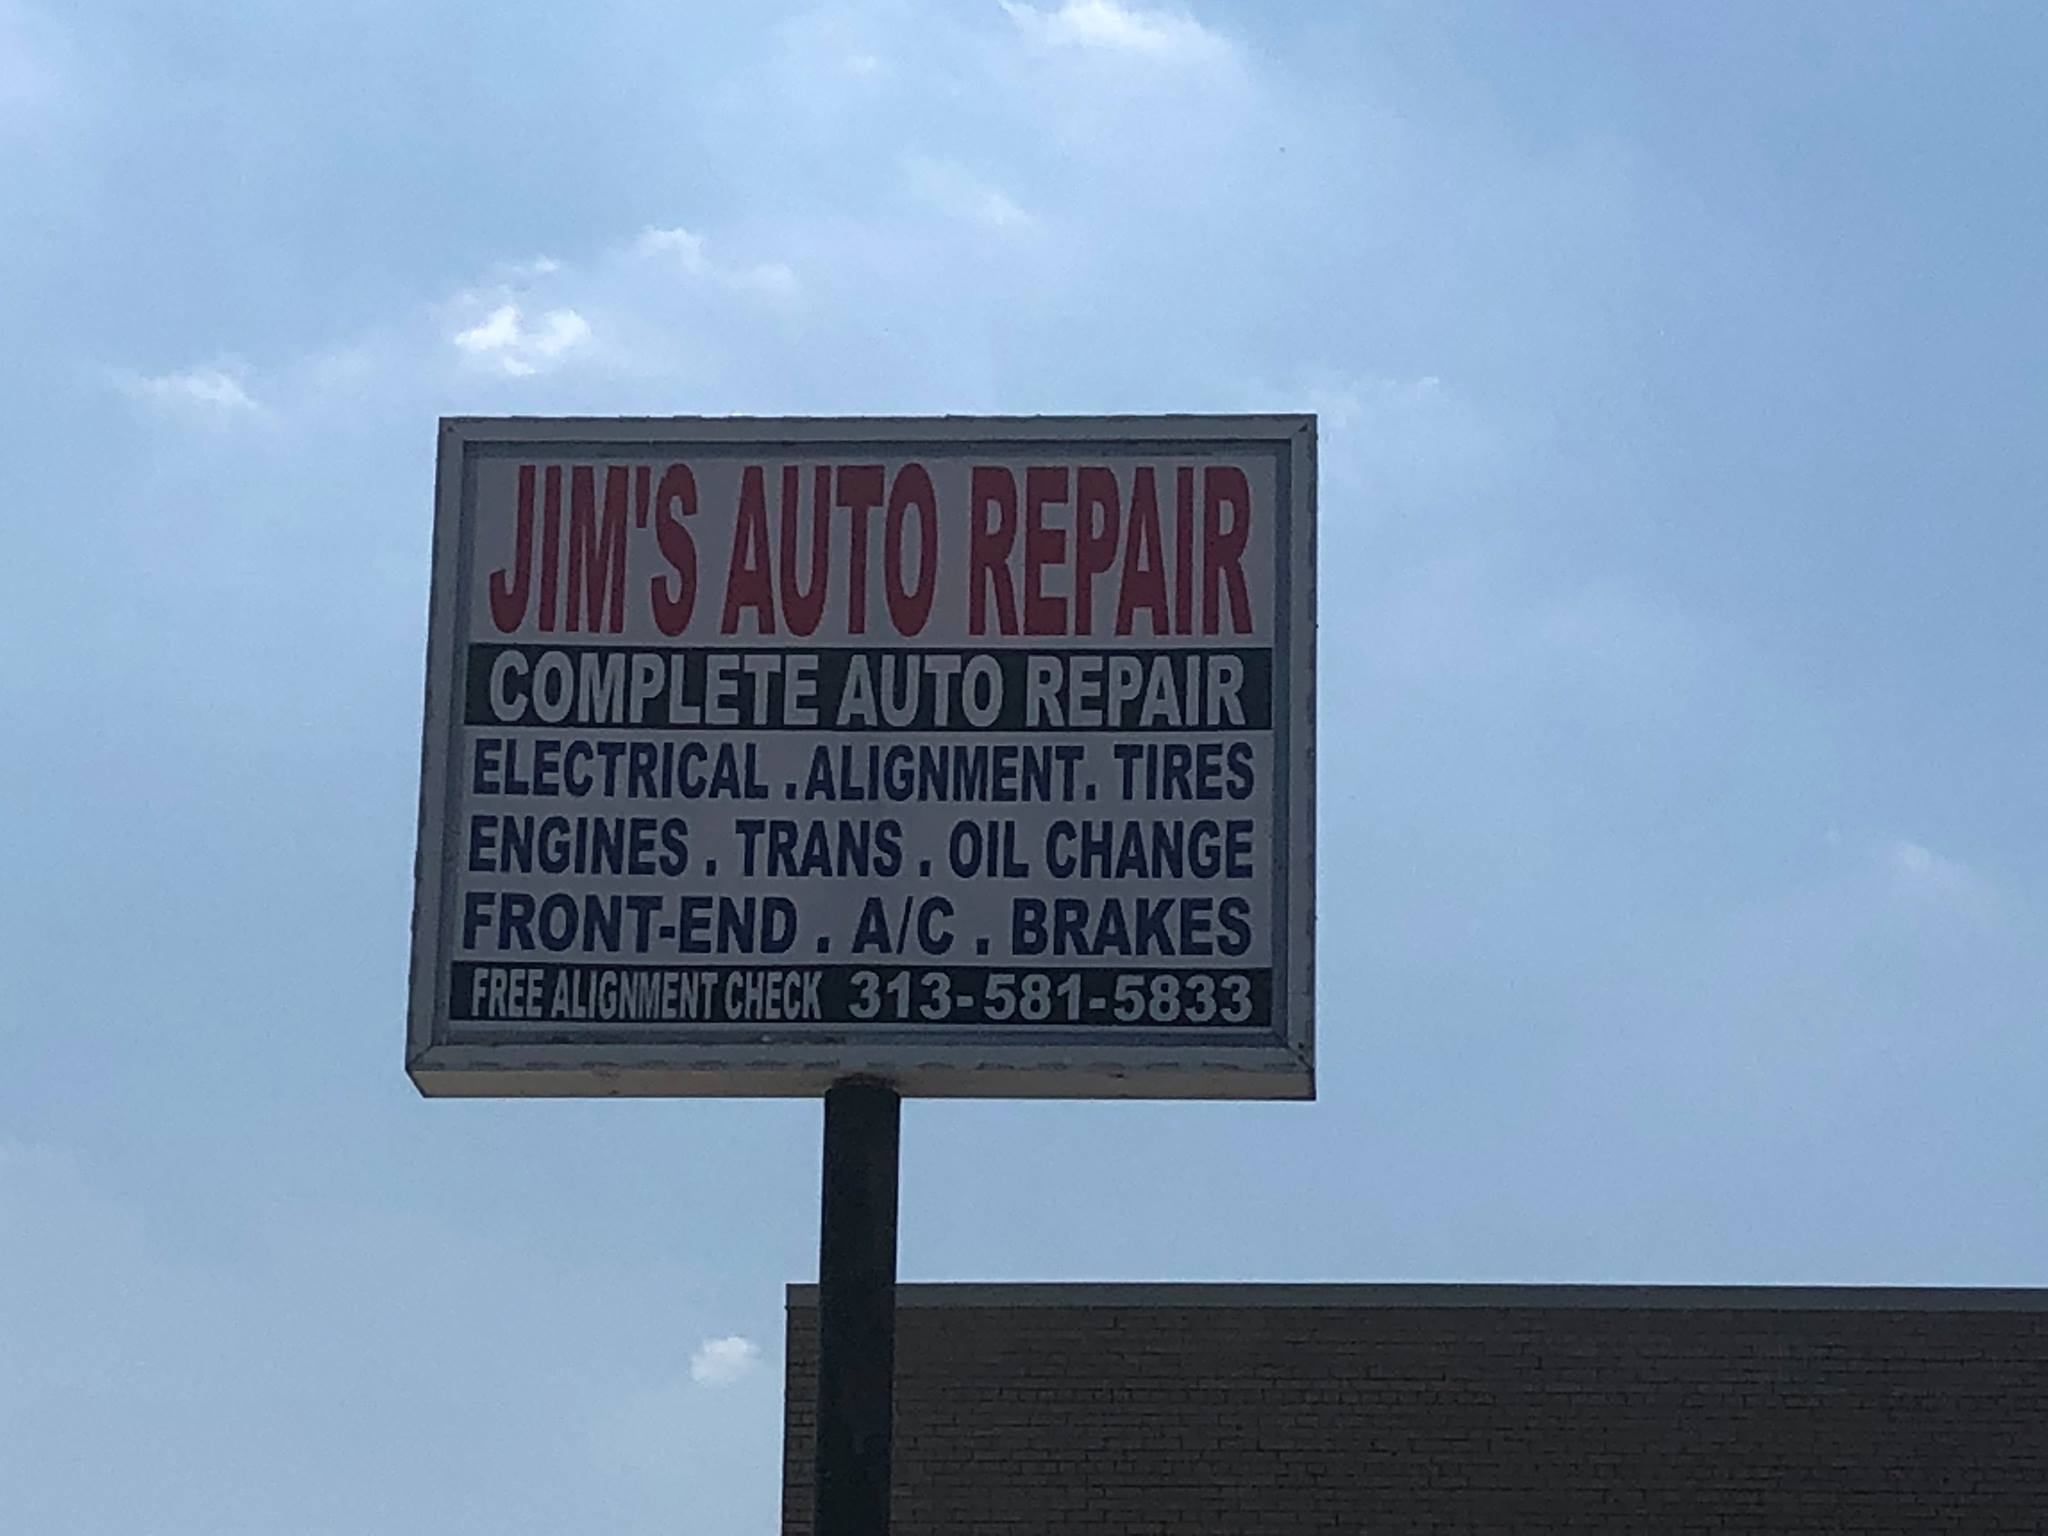 JIM'S AUTO REPAIR
COMPLETE AUTO REPAIR
ELECTRICAL . ALIGNMENT. TIRES
ENGINES . TRANS . OIL CHANGE
FRONT-END . A/C . BRAKES
FREE ALIGNMENT CHECK 313-581-5833